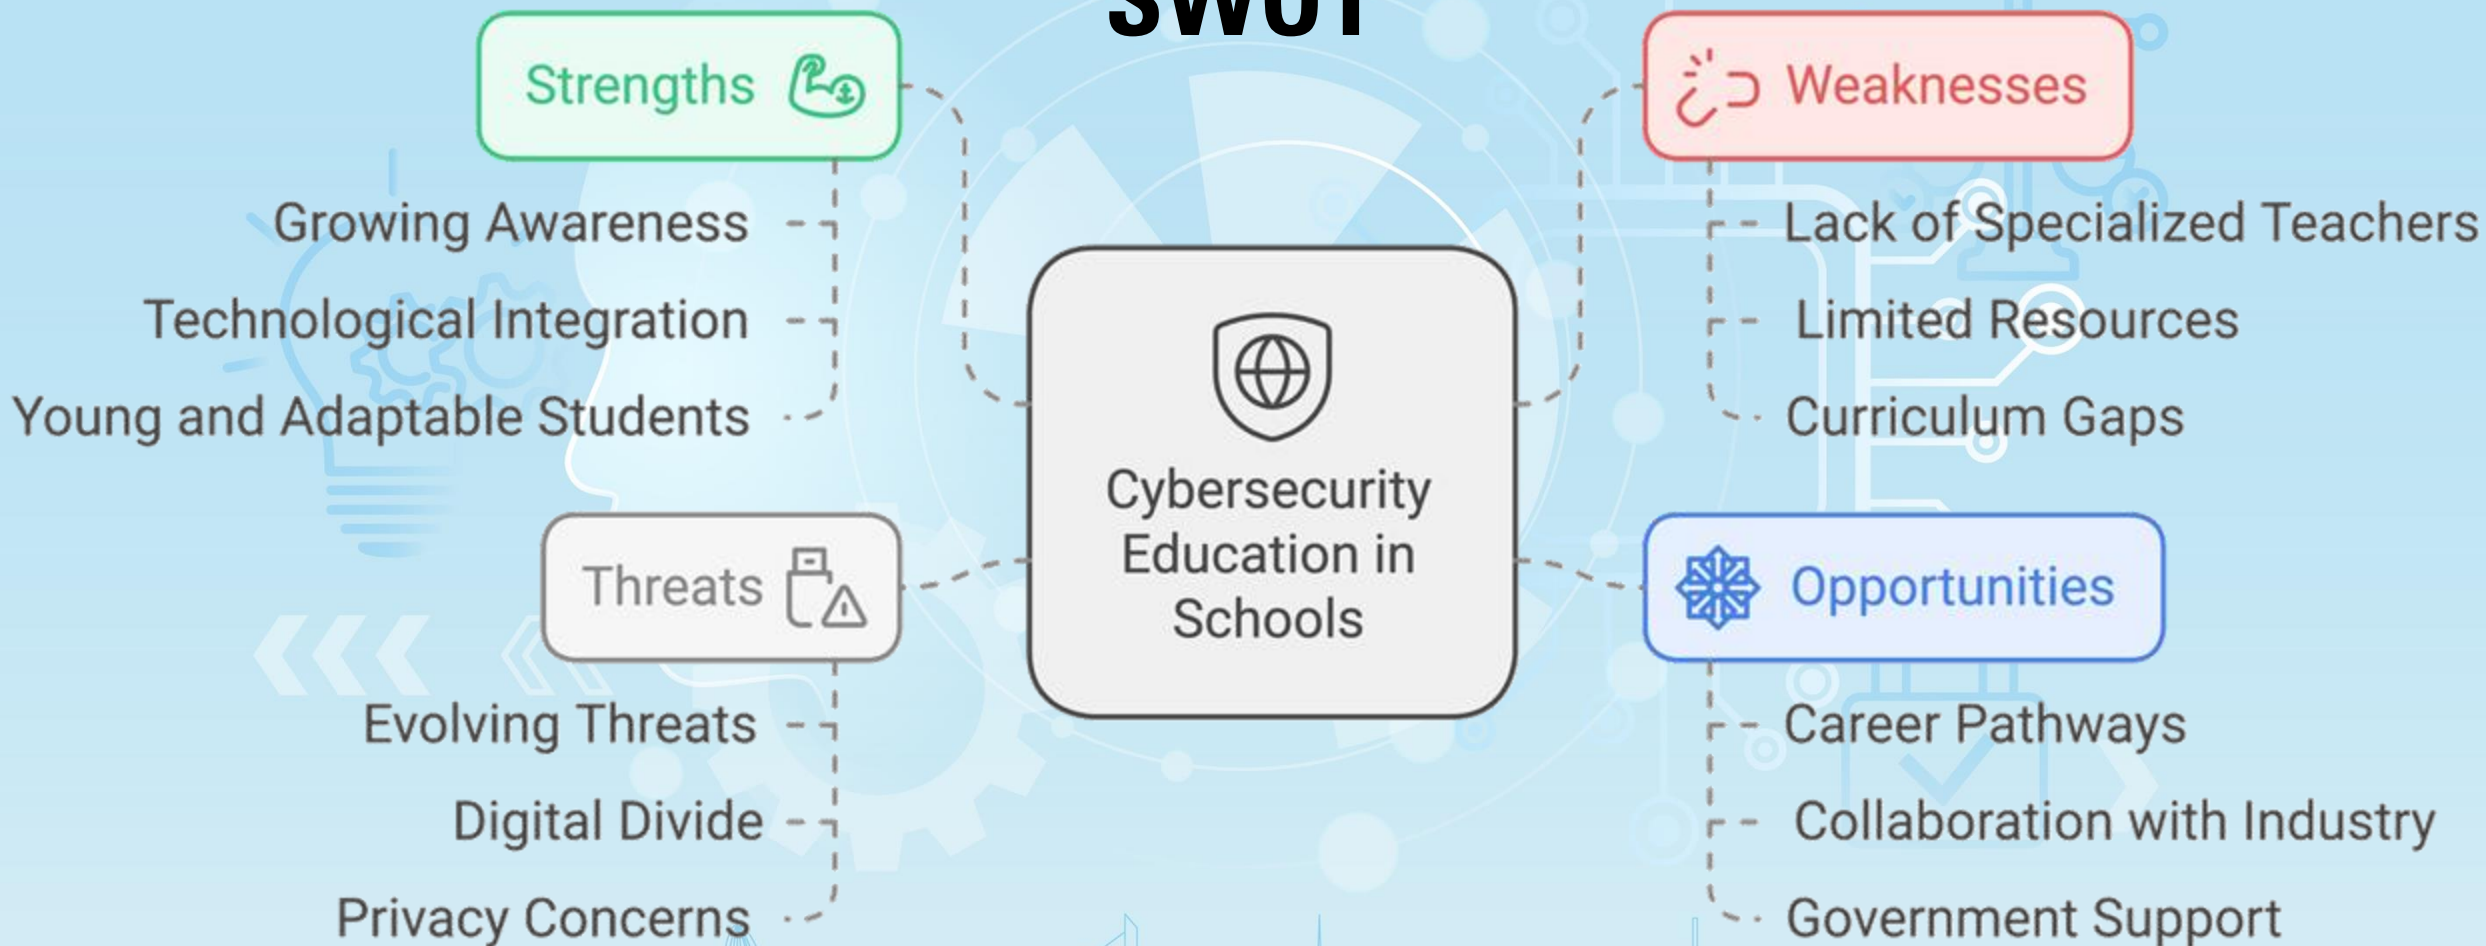 SWOT
Strengths
Growing Awareness
Technological Integration
Young and Adaptable Students
Weaknesses
Lack of Specialized Teachers
Limited Resources
Curriculum Gaps
Cybersecurity
Education in
Schools
Threats
Evolving Threats
Digital Divide
Privacy Concerns
Opportunities
Career Pathways
Collaboration with Industry
Government Support